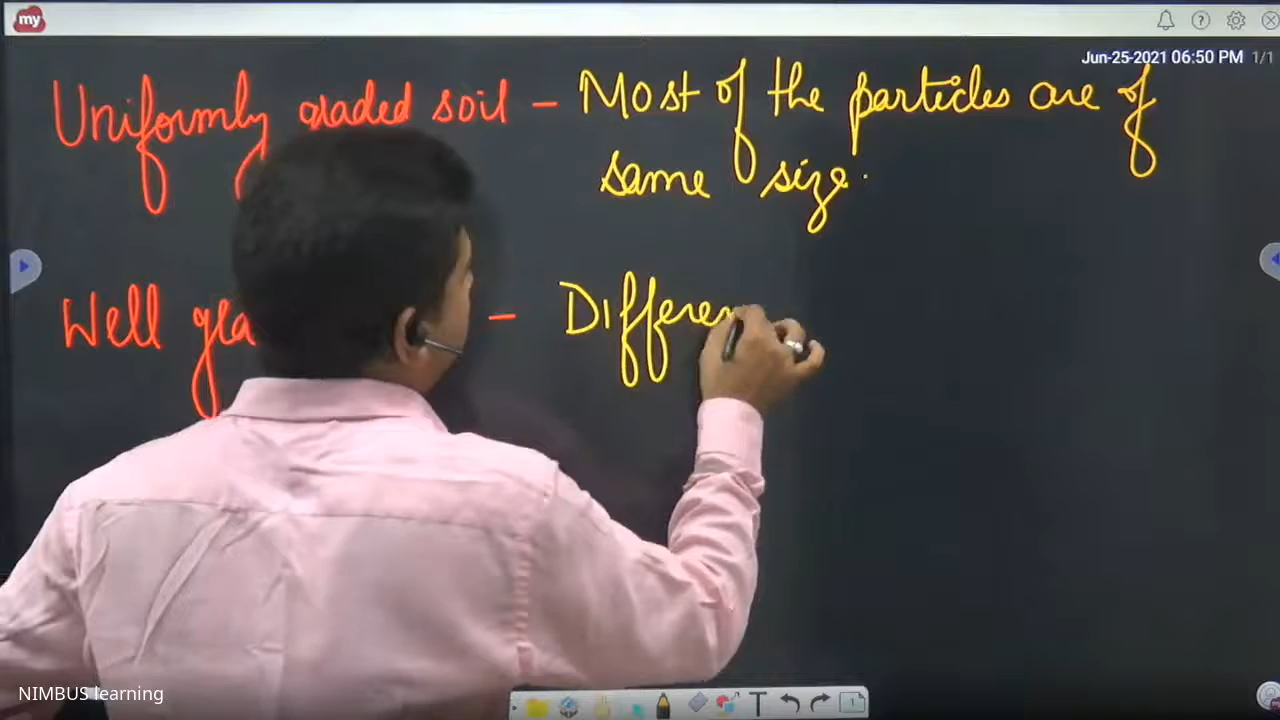 my
Jun-25-2021 06:50 PM 1/1
Uniformly graded soil – Most of the particles are of
same size.
Well – Differen
NIMBUS learning